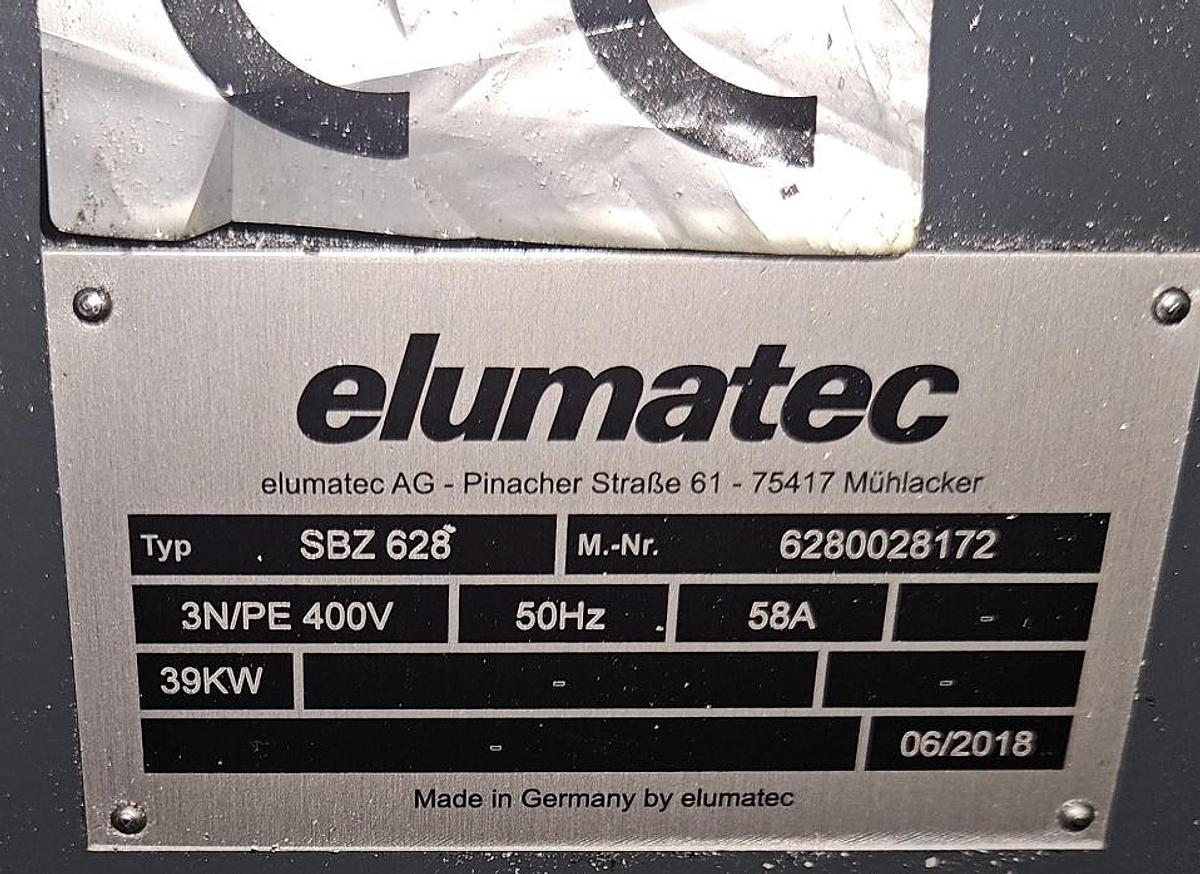 elumatec
elumatec AG - Pinacher Straße 61 - 75417 Mühlacker
Typ SBZ 628 M.-Nr. 6280028172
3N/PE 400V 50Hz 58A -
39KW - -
- 06/2018
Made in Germany by elumatec